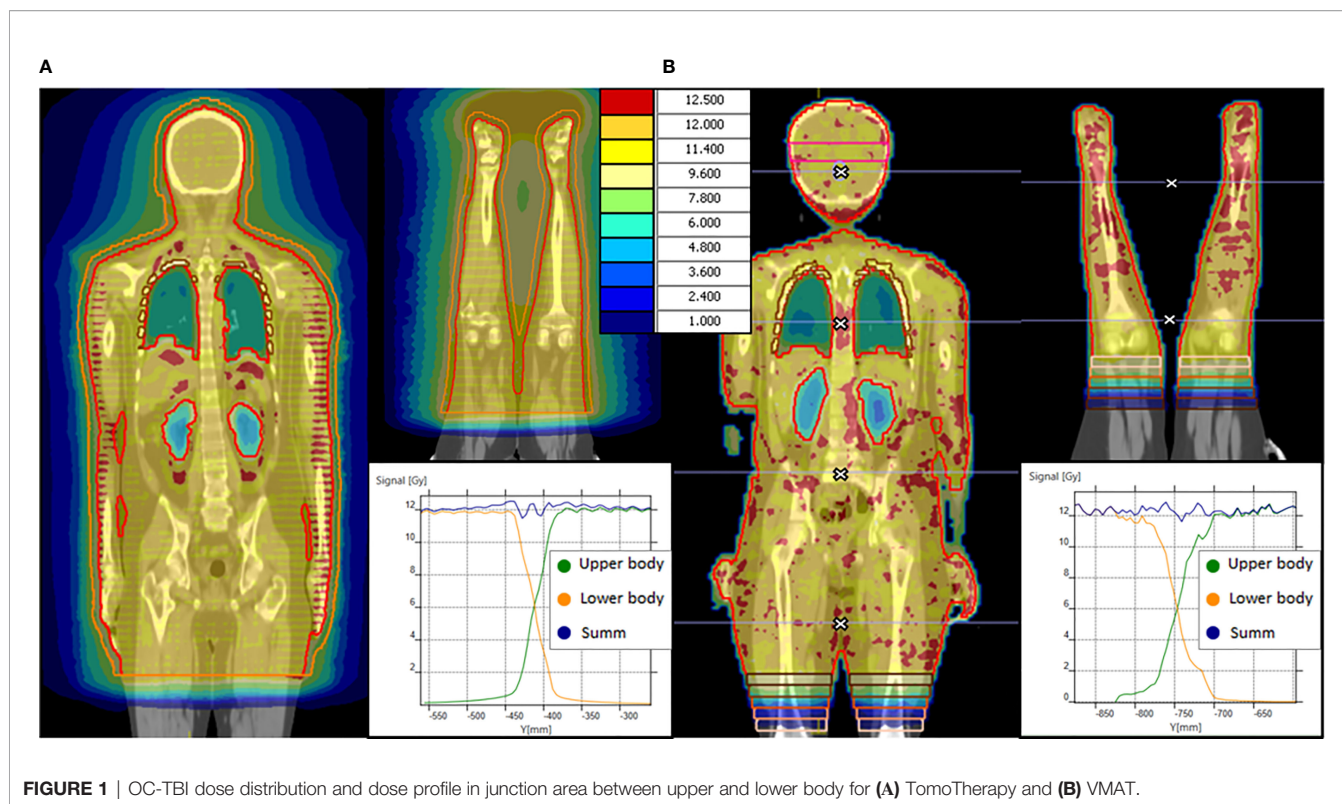 A
B
12.500
12.000
11.400
9.600
7.800
6.000
4.800
3.600
2.400
1.000
Signal [Gy]
12
10
8
6
4
2
-550
-500
-450
-400
-350
-300
Y[mm]
Upper body
Lower body
Summ
Signal [Gy]
12
10
8
6
4
2
0
-850
-800
-750
-700
-650
Y[mm]
Upper body
Lower body
Summ
FIGURE 1 | OC-TBI dose distribution and dose profile in junction area between upper and lower body for (A) TomoTherapy and (B) VMAT.